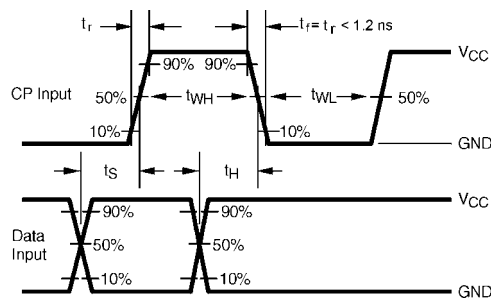 tr tf = tr < 1.2 ns
VCC
90% 90%
CP Input 50% tWH tWL 50%
10% 10%
GND
tS tH
VCC
90% 90%
Data
Input
50% 50%
10% 10%
GND